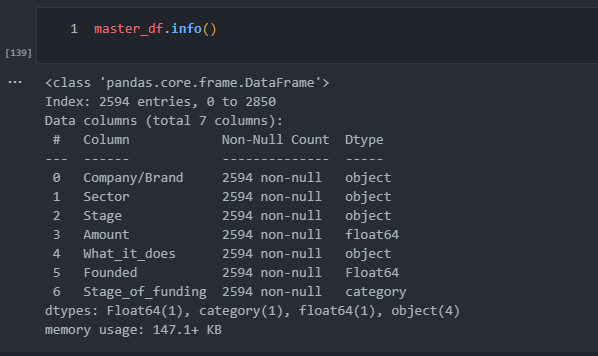 1 master_df.info()
[139]
... <class 'pandas.core.frame.DataFrame'>
Index: 2594 entries, 0 to 2850
Data columns (total 7 columns):
 #   Column            Non-Null Count  Dtype
---  ------            --------------  -----
 0   Company/Brand     2594 non-null   object
 1   Sector            2594 non-null   object
 2   Stage             2594 non-null   object
 3   Amount            2594 non-null   float64
 4   What_it_does      2594 non-null   object
 5   Founded           2594 non-null   Float64
 6   Stage_of_funding  2594 non-null   category
dtypes: Float64(1), category(1), float64(1), object(4)
memory usage: 147.1+ KB